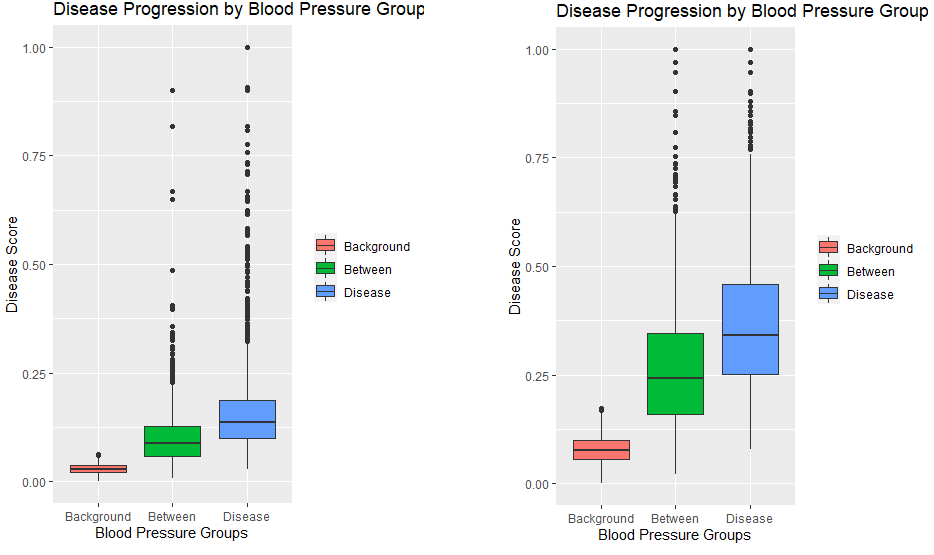 Disease Progression by Blood Pressure Group
1.00
0.75
0.50
0.25
0.00
Disease Score
Background
Between
Disease
Background Between Disease
Blood Pressure Groups
Disease Progression by Blood Pressure Group
1.00
0.75
0.50
0.25
0.00
Disease Score
Background
Between
Disease
Background Between Disease
Blood Pressure Groups